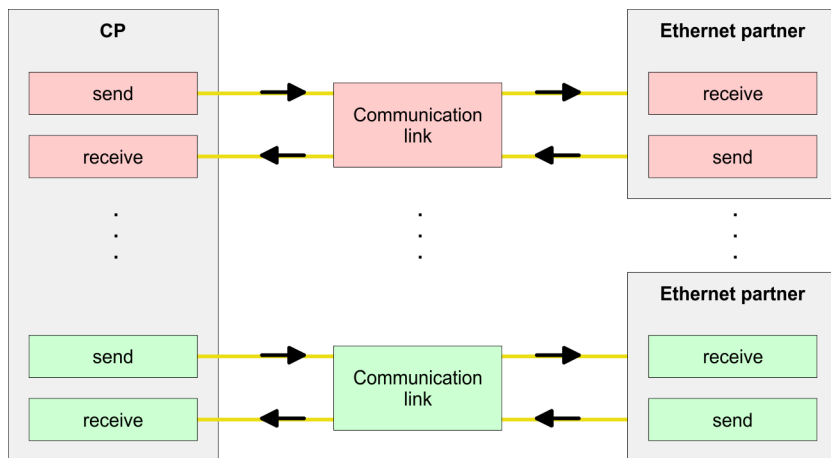 CP
Ethernet partner
send
receive
Communication
link
receive
send
Ethernet partner
send
receive
Communication
link
receive
send